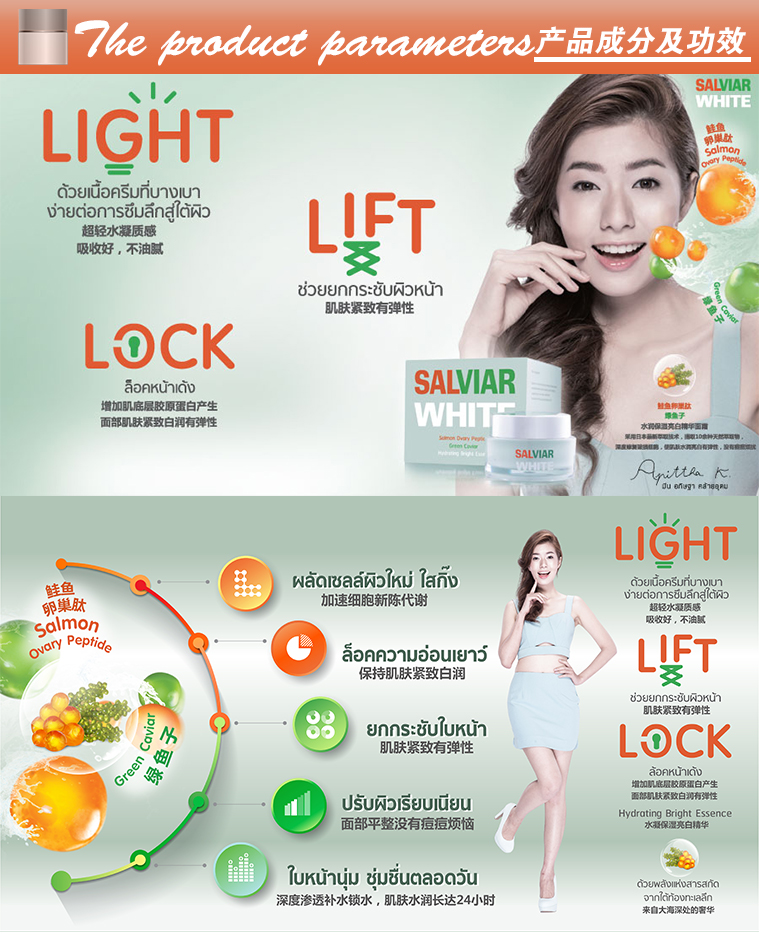 The product parameters产品成分及功效
SALVIAR
WHITE
LIGHT
ด้วยเนื้อครีมที่บางเบา
ง่ายต่อการซึมลึกสู่ใต้ผิว
超轻水凝质感
吸收好，不油腻
鲑鱼
卵巢肽
Salmon
Ovary Peptide
LIFT
ช่วยยกกระชับผิวหน้า
肌肤紧致有弹性
Green Caviar
绿鱼子
LOCK
ล็อคหน้าเด้ง
增加肌底层胶原蛋白产生
面部肌肤紧致白润有弹性
SALVIAR
WHITE
Salmon Ovary Peptide
Green Caviar
Hydrating Bright
SALVIAR
WHITE
鲑鱼卵巢肽
绿鱼子
水润保湿亮白精华面霜
Apittha K.
มิน อภิษฐา คล้ายอุดม
鲑鱼
卵巢肽
Salmon
Ovary Peptide
Green Caviar
绿鱼子
ผลัดเซลล์ผิวใหม่ ใสกิ๊ง
加速细胞新陈代谢
ล็อคความอ่อนเยาว์
保持肌肤紧致白润
ยกกระชับใบหน้า
肌肤紧致有弹性
ปรับผิวเรียบเนียน
面部平整没有痘痘烦恼
ใบหน้านุ่ม ชุ่มชื่นตลอดวัน
深度渗透补水锁水，肌肤水润长达24小时
LIGHT
ด้วยเนื้อครีมที่บางเบา
ง่ายต่อการซึมลึกสู่ใต้ผิว
超轻水凝质感
吸收好，不油腻
LIFT
ช่วยยกกระชับผิวหน้า
肌肤紧致有弹性
LOCK
ล็อคหน้าเด้ง
增加肌底层胶原蛋白产生
面部肌肤紧致白润有弹性
Hydrating Bright Essence
水凝保湿亮白精华
ด้วยพลังแห่งสารสกัด
จากใต้ท้องทะเลลึก
来自大海深处的奢华